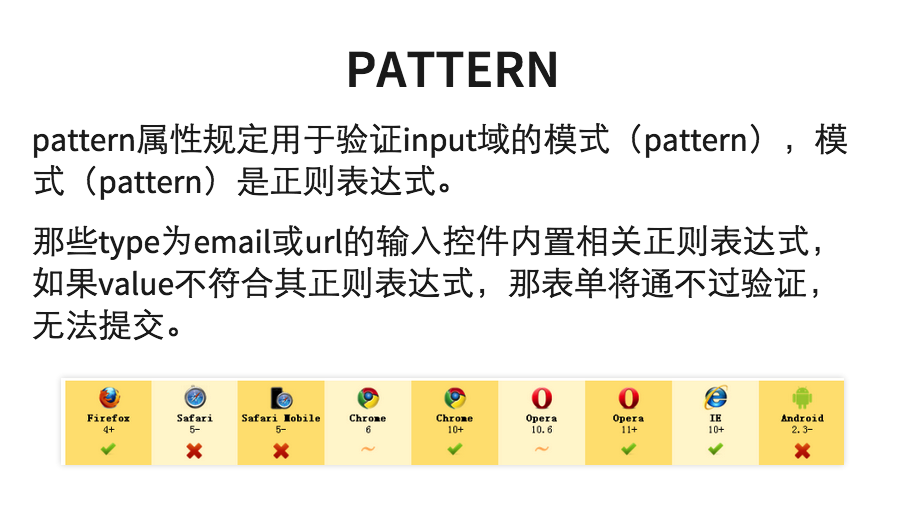 PATTERN
pattern属性规定用于验证input域的模式（pattern），模
式（pattern）是正则表达式。
那些type为email或url的输入控件内置相关正则表达式，
如果value不符合其正则表达式，那表单将通不过验证，
无法提交。
Firefox Safari Safari Mobile Chrome Chrome Opera Opera IE Android
4+ 5- 5- 6 10+ 10.6 11+ 10+ 2.3-